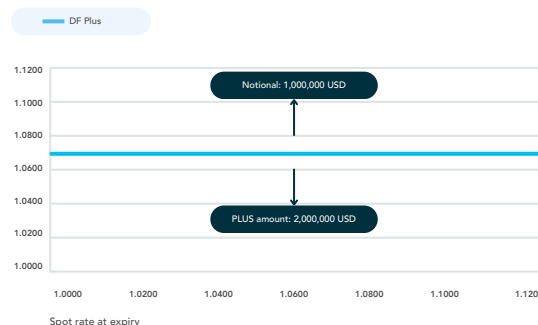 DF Plus
1.1200
1.1000
1.0800
1.0600
1.0400
1.0200
1.0000
Notional: 1,000,000 USD
PLUS amount: 2,000,000 USD
1.0000 1.0200 1.0400 1.0600 1.0800 1.1000 1.120
Spot rate at expiry